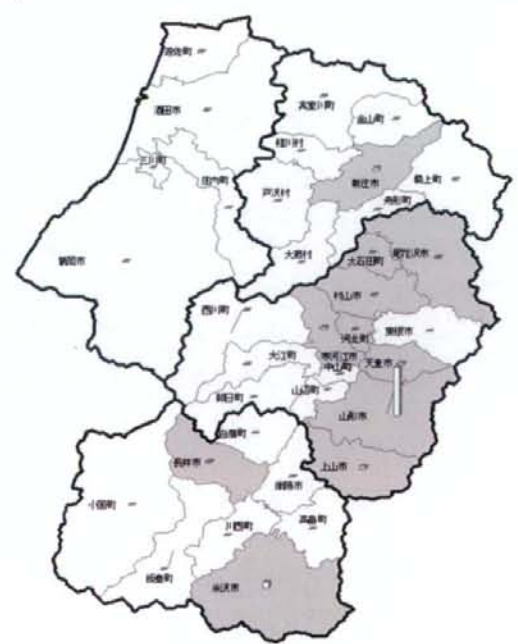 遊佐町
酒田市
真室川町
金山町
鮭川村
三川町
庄内町
新庄市
最上町
戸沢村
舟形町
鶴岡市
大蔵村
大石田町
尾花沢市
村山市
西川町
河北町
東根市
大江町
寒河江市
天童市
中山町
朝日町
山辺町
山形市
白鷹町
長井市
上山市
南陽市
小国町
川西町
高畠町
飯豊町
米沢市